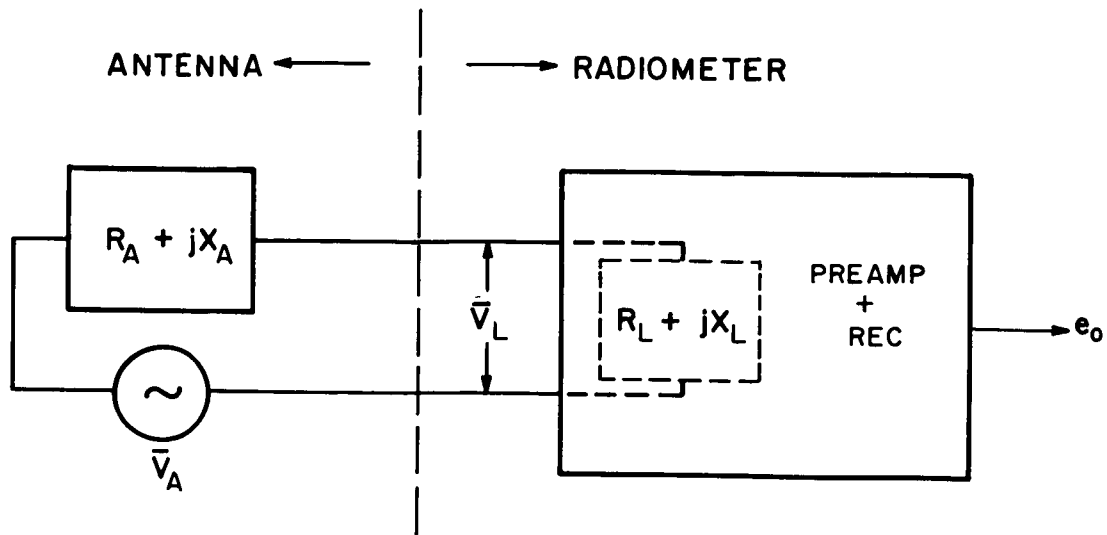 ANTENNA
RADIOMETER
R_A + jX_A
V̅_L
R_L + jX_L
PREAMP
+
REC
e_o
~
V̅_A